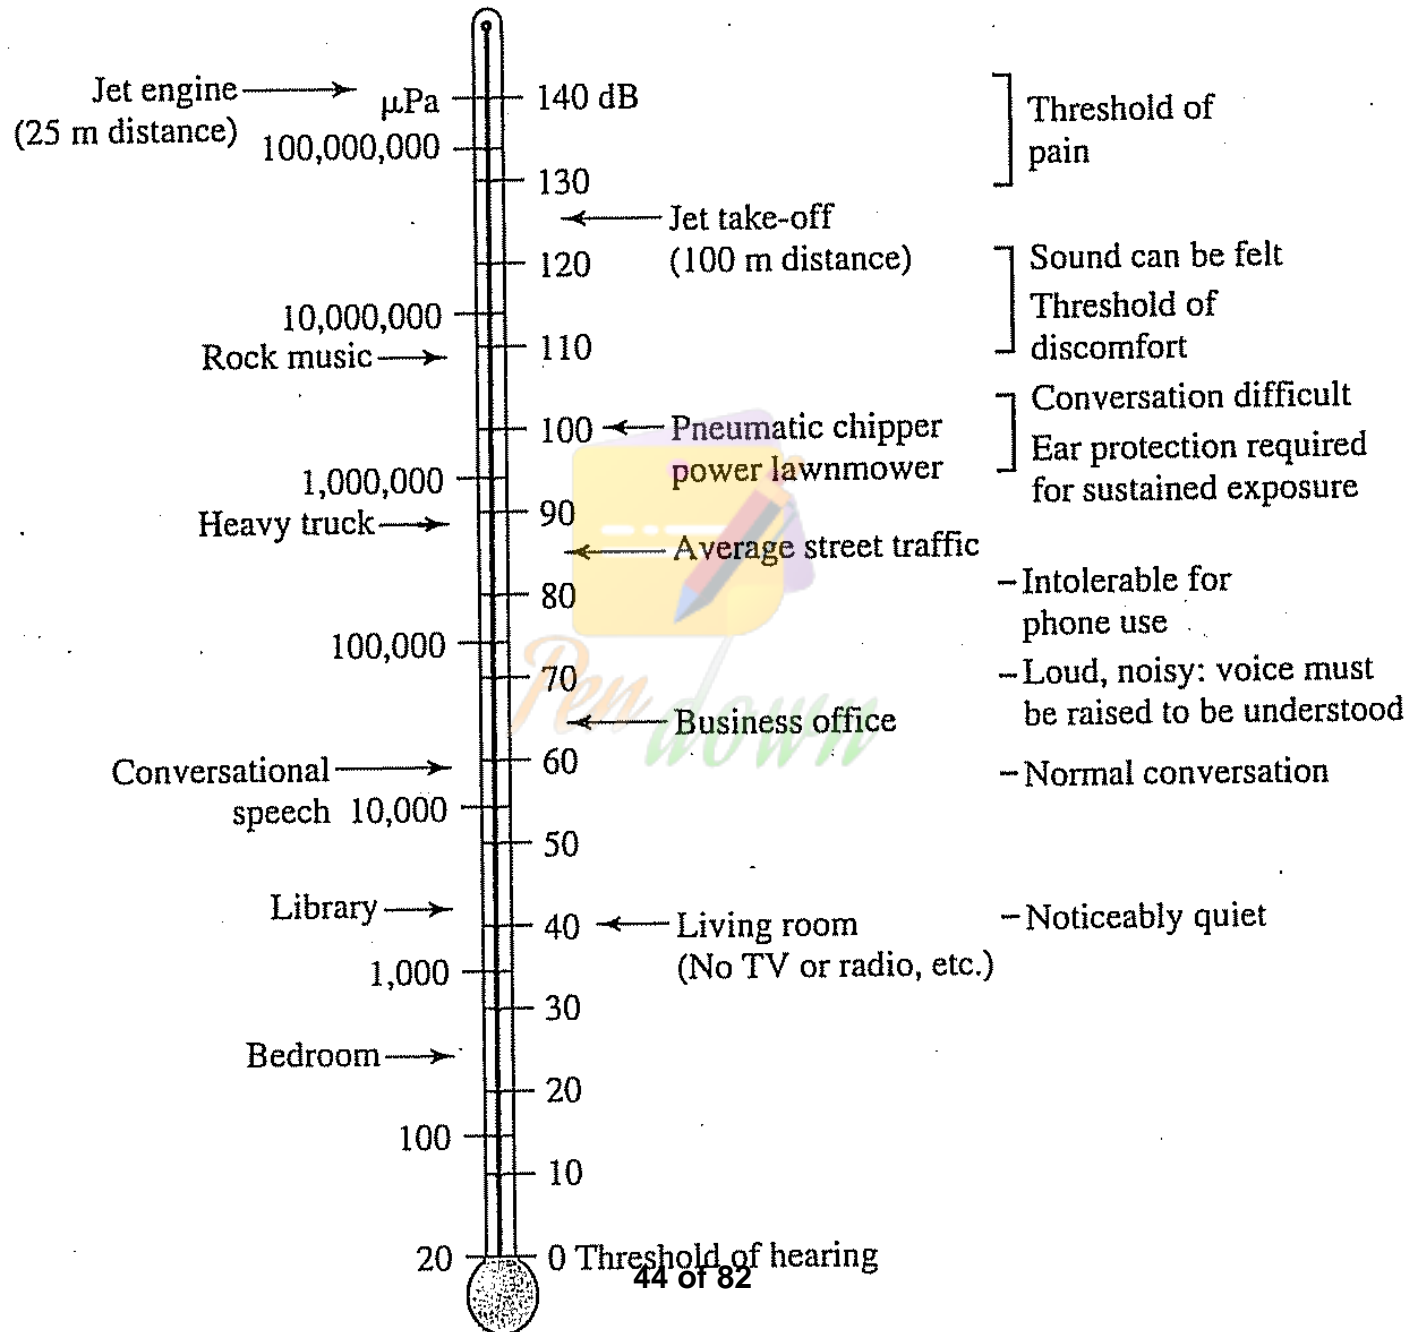 Jet engine
(25 m distance)
μPa
140 dB
Threshold of
pain
100,000,000
130
Jet take-off
(100 m distance)
120
Sound can be felt
Threshold of
discomfort
10,000,000
110
Rock music
Conversation difficult
Ear protection required
for sustained exposure
100
Pneumatic chipper
power lawnmower
1,000,000
90
Heavy truck
Average street traffic
80
Intolerable for
phone use
100,000
70
Loud, noisy: voice must
be raised to be understood
Pen
down
Business office
60
Conversational
speech
Normal conversation
10,000
50
Library
40
Living room
(No TV or radio, etc.)
Noticeably quiet
1,000
30
Bedroom
20
100
10
20
0 Threshold of hearing
44 of 82